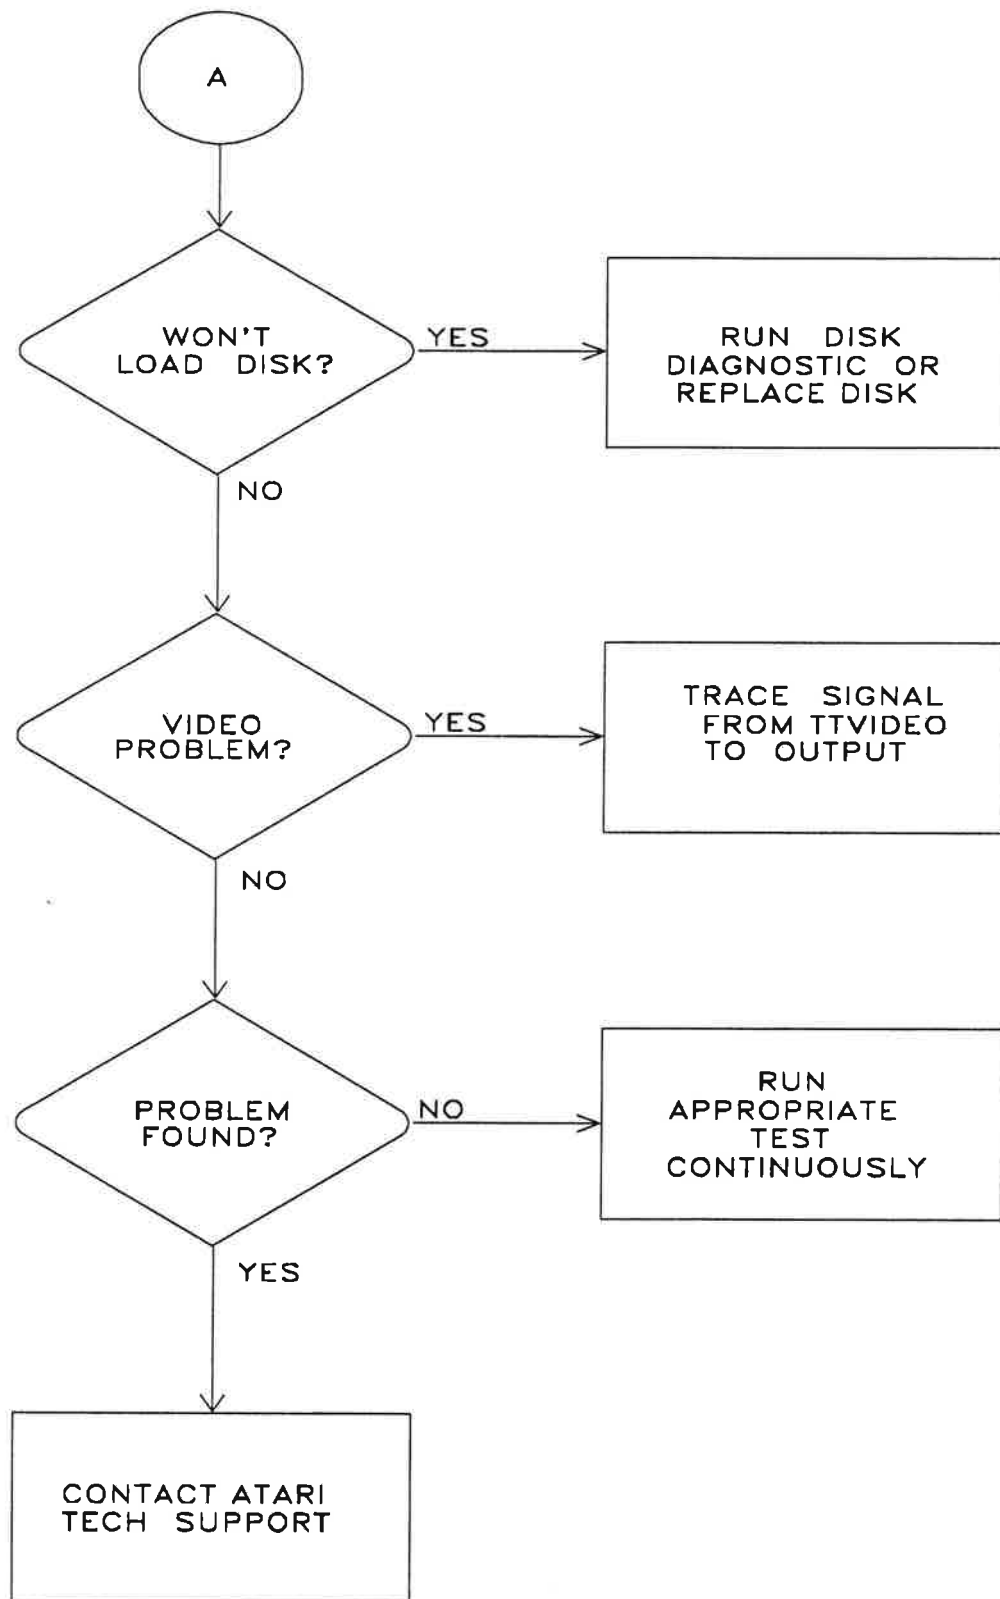 A
WON'T
LOAD DISK?
YES
RUN DISK
DIAGNOSTIC OR
REPLACE DISK
NO
VIDEO
PROBLEM?
YES
TRACE SIGNAL
FROM TTVIDEO
TO OUTPUT
NO
PROBLEM
FOUND?
NO
RUN
APPROPRIATE
TEST
CONTINUOUSLY
YES
CONTACT ATARI
TECH SUPPORT